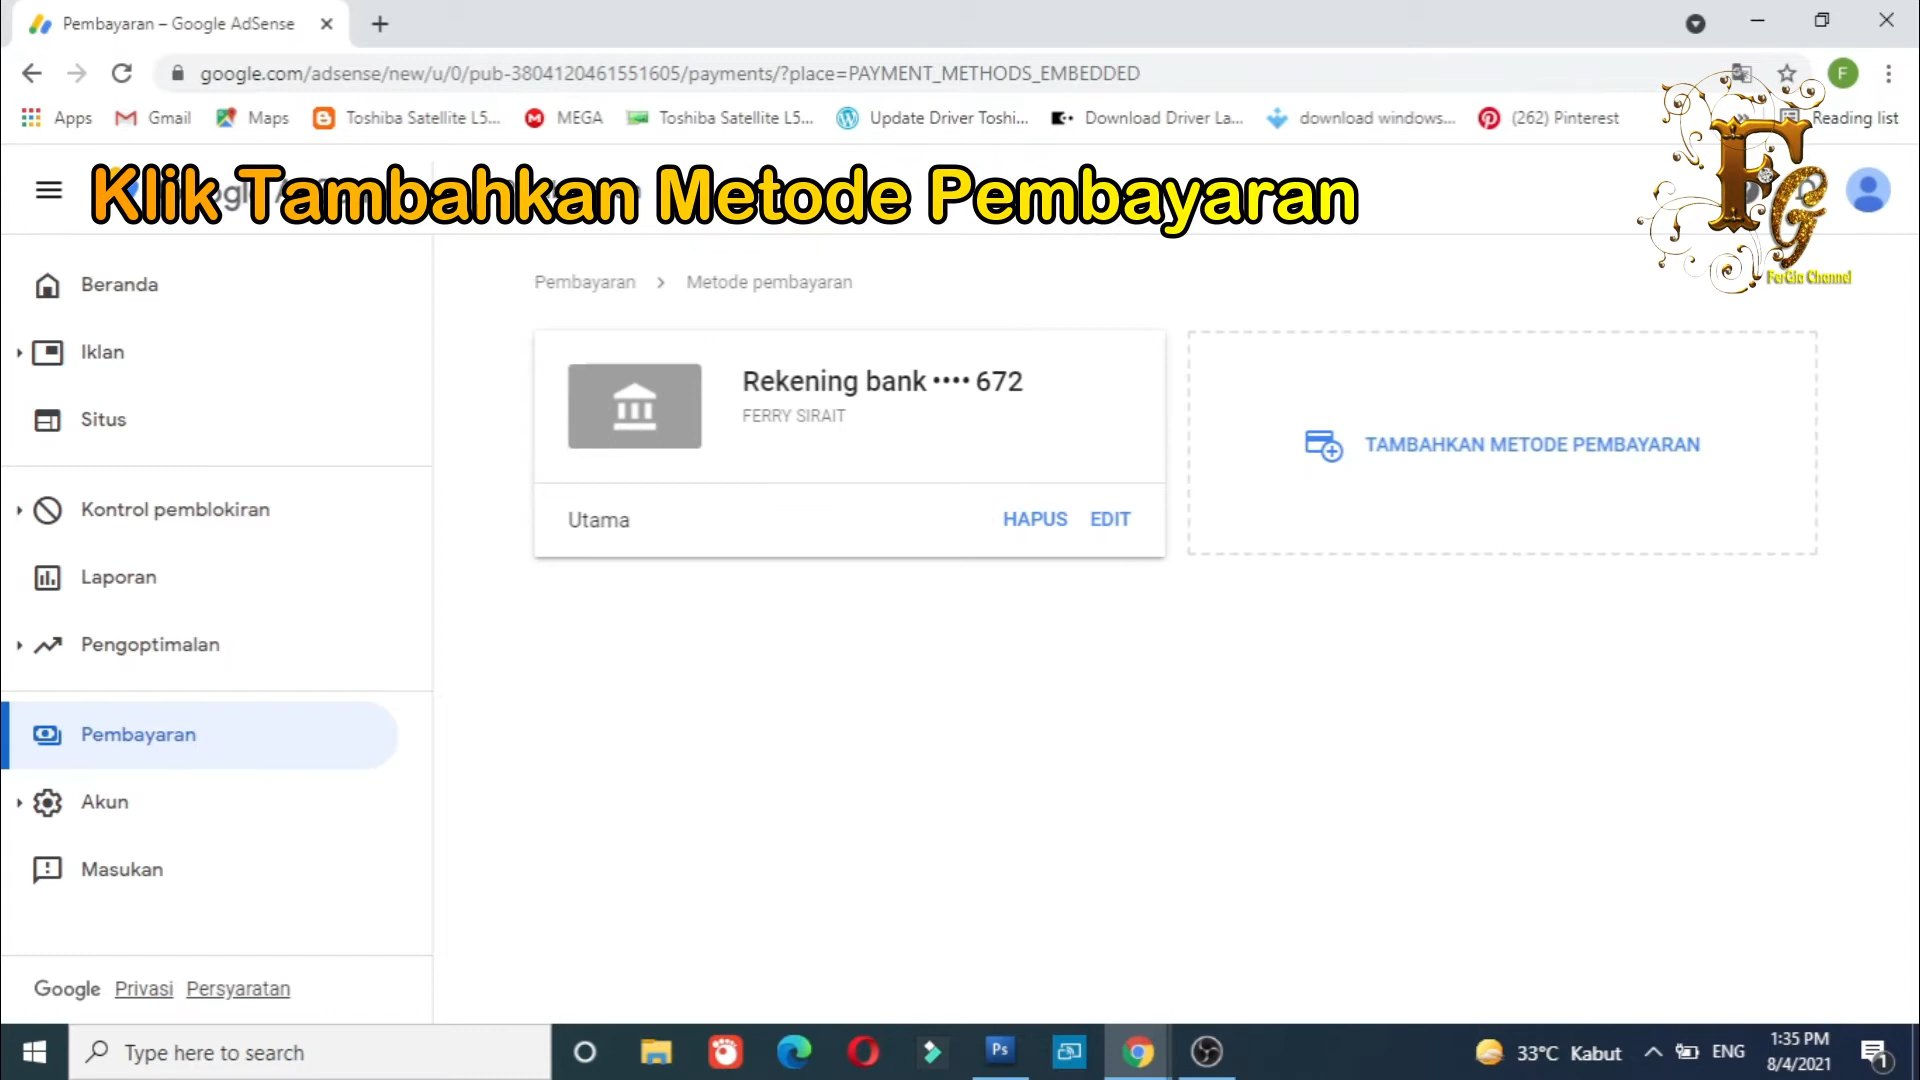 Pembayaran – Google AdSense
google.com/adsense/new/u/0/pub-3804120461551605/payments/?place=PAYMENT_METHODS_EMBEDDED
F
Apps Gmail Maps Toshiba Satellite L5... MEGA Toshiba Satellite L5... Update Driver Toshi... Download Driver La... download windows... (262) Pinterest Reading list
Klik Tambahkan Metode Pembayaran
FG
FerGia Channel
Beranda
Iklan
Situs
Kontrol pemblokiran
Laporan
Pengoptimalan
Pembayaran
Akun
Masukan
Google Privasi Persyaratan
Pembayaran > Metode pembayaran
Rekening bank •••• 672
FERRY SIRAIT
Utama HAPUS EDIT
TAMBAHKAN METODE PEMBAYARAN
Type here to search
Ps
33°C Kabut
ENG
1:35 PM
8/4/2021
1